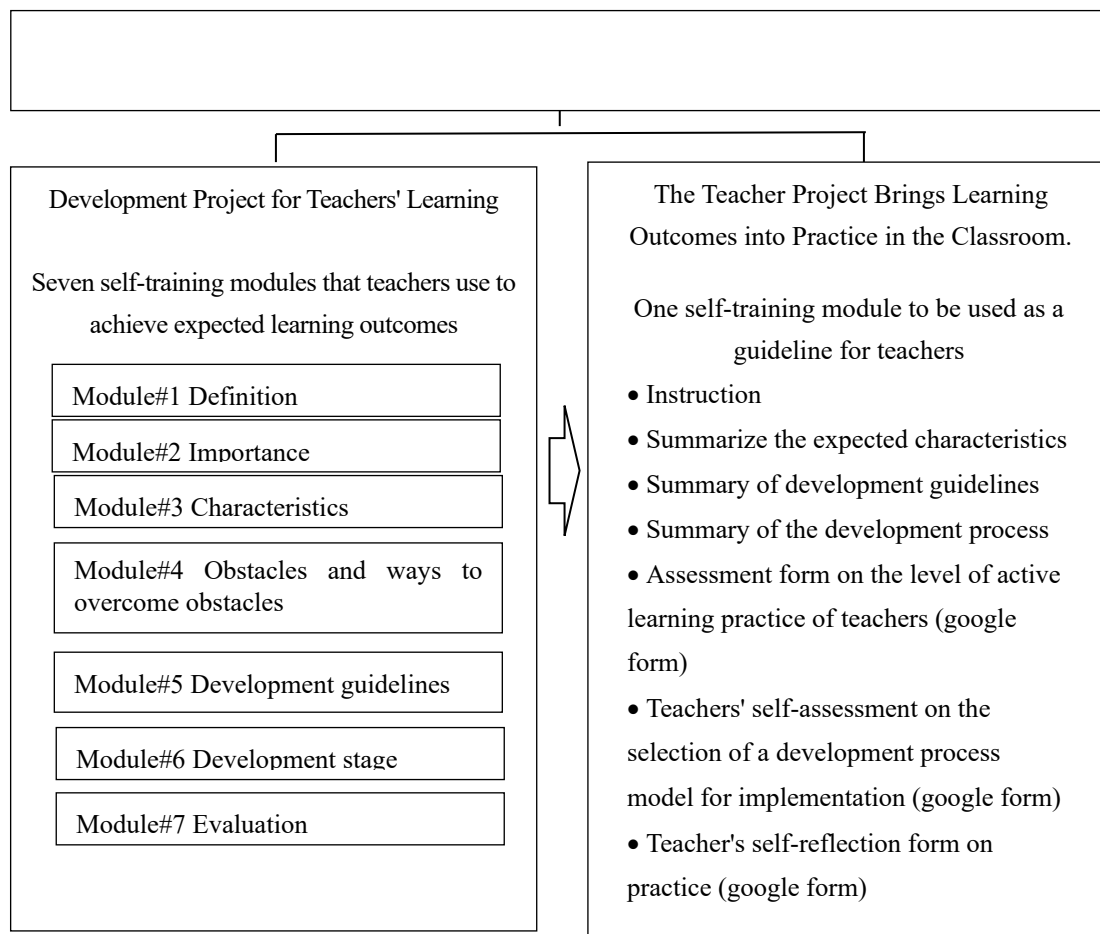 Development Project for Teachers' Learning
Seven self-training modules that teachers use to
achieve expected learning outcomes
Module#1 Definition
Module#2 Importance
Module#3 Characteristics
Module#4 Obstacles and ways to
overcome obstacles
Module#5 Development guidelines
Module#6 Development stage
Module#7 Evaluation
The Teacher Project Brings Learning
Outcomes into Practice in the Classroom.
One self-training module to be used as a
guideline for teachers
• Instruction
• Summarize the expected characteristics
• Summary of development guidelines
• Summary of the development process
• Assessment form on the level of active
learning practice of teachers (google
form)
• Teachers' self-assessment on the
selection of a development process
model for implementation (google form)
• Teacher's self-reflection form on
practice (google form)